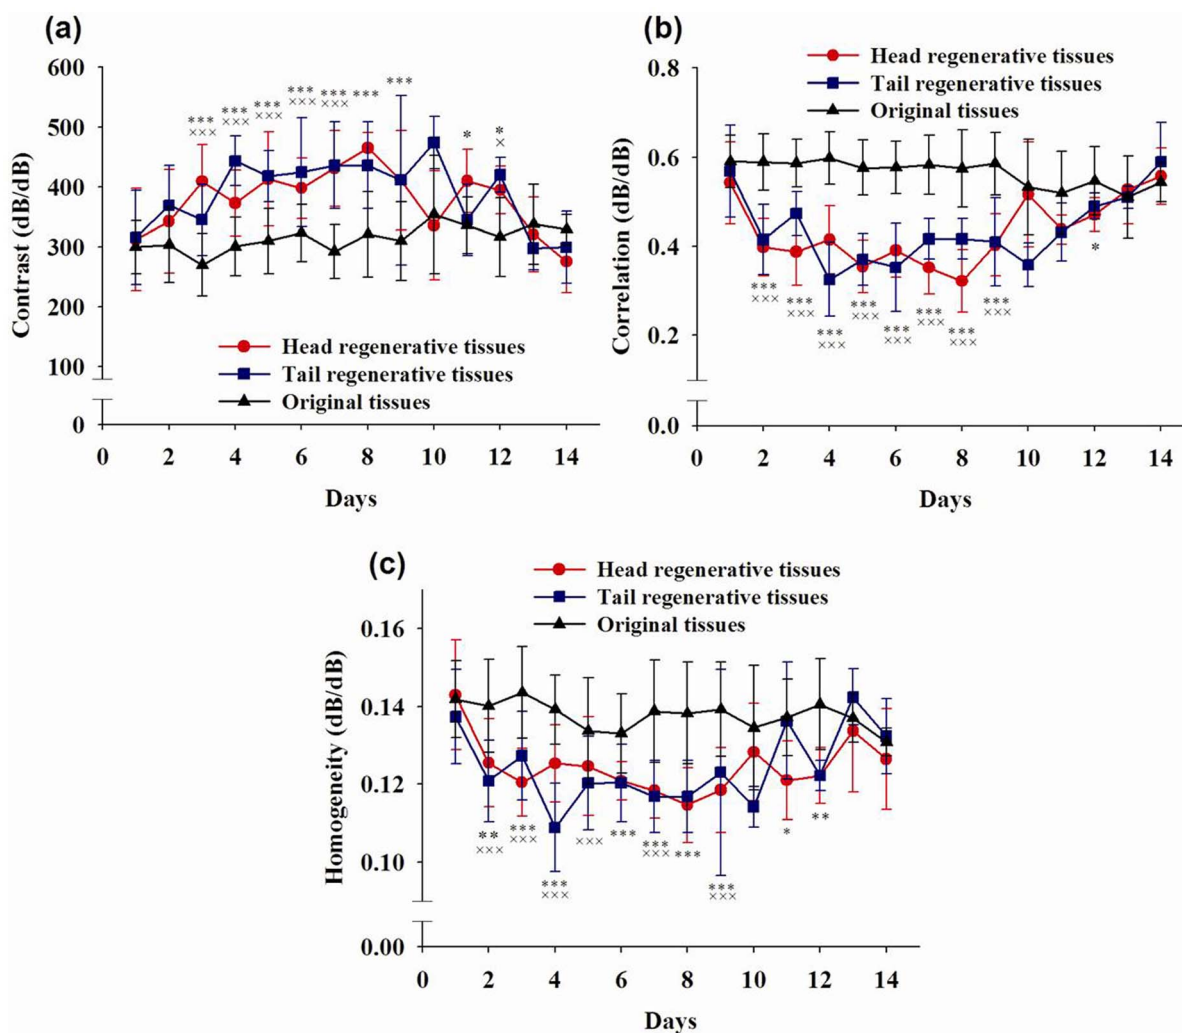 (a)
600
500
400
300
200
100
0
Contrast (dB/dB)
*** ××× *** ××× *** ××× *** ××× *** ××× *** *** * * ×
Head regenerative tissues
Tail regenerative tissues
Original tissues
0 2 4 6 8 10 12 14
Days
(b)
Head regenerative tissues
Tail regenerative tissues
Original tissues
0.8
0.6
0.4
0.2
0.0
Correlation (dB/dB)
*** ××× *** ××× *** ××× *** ××× *** ××× *** ××× *** ××× *** ××× *
0 2 4 6 8 10 12 14
Days
(c)
Head regenerative tissues
Tail regenerative tissues
Original tissues
0.16
0.14
0.12
0.10
0.00
Homogeneity (dB/dB)
** ××× *** ××× *** ××× ××× *** *** ××× *** *** ××× * **
0 2 4 6 8 10 12 14
Days